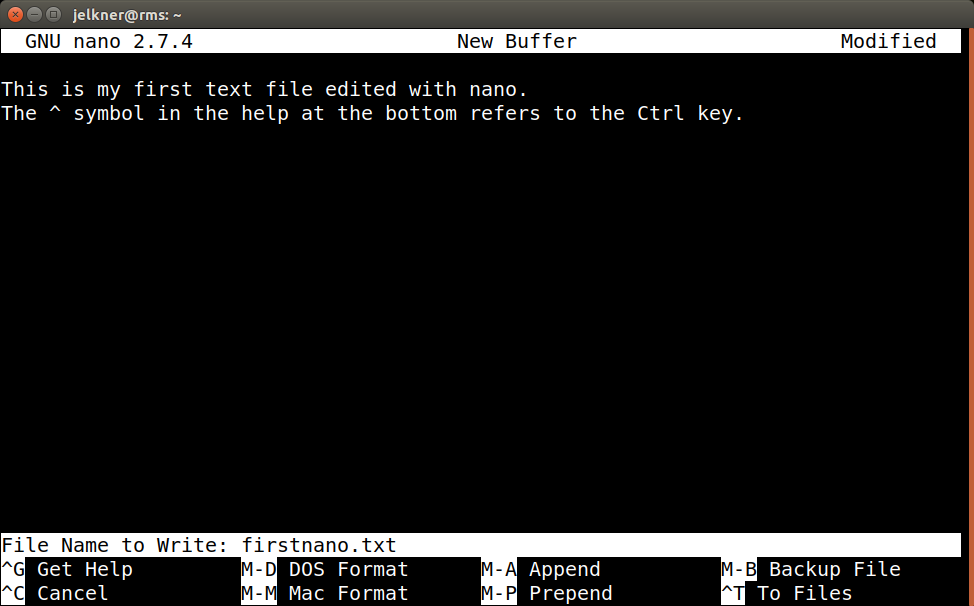 jelkner@rms: ~
GNU nano 2.7.4 New Buffer Modified
This is my first text file edited with nano.
The ^ symbol in the help at the bottom refers to the Ctrl key.
File Name to Write: firstnano.txt
^G Get Help M-D DOS Format M-A Append M-B Backup File
^C Cancel M-M Mac Format M-P Prepend ^T To Files